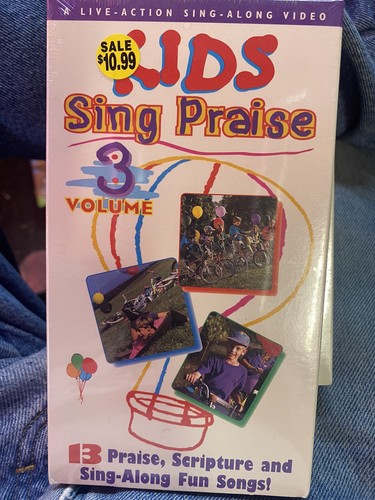 A LIVE-ACTION SING-ALONG VIDEO
SALE
$10.99
KIDS
Sing Praise
3
VOLUME
13 Praise, Scripture and
Sing-Along Fun Songs!